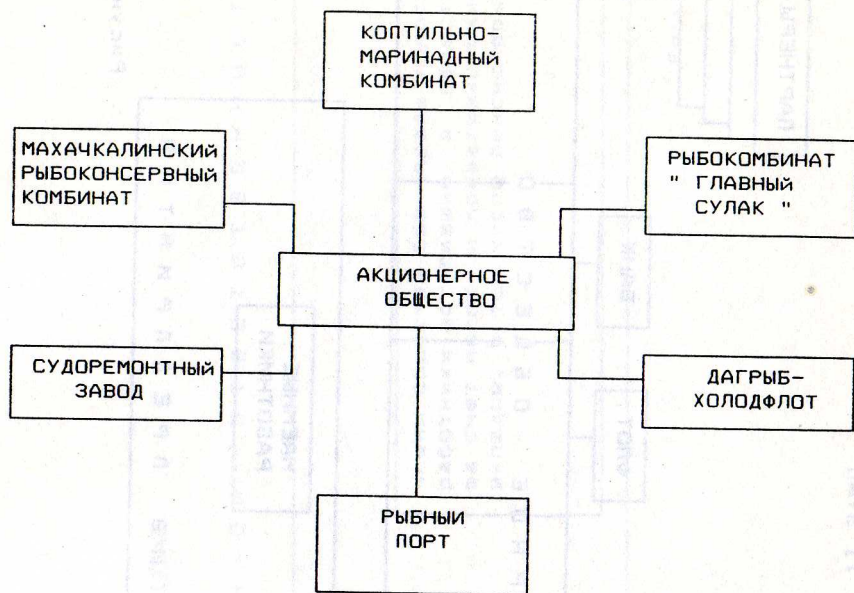 КОПТИЛЬНО-
МАРИНАДНЫЙ
КОМБИНАТ
МАХАЧКАЛИНСКИЙ
РЫБОКОНСЕРВНЫЙ
КОМБИНАТ
РЫБОКОМБИНАТ
" ГЛАВНЫЙ
СУЛАК "
АКЦИОНЕРНОЕ
ОБЩЕСТВО
СУДОРЕМОНТНЫЙ
ЗАВОД
ДАГРЫБ-
ХОЛОДФЛОТ
РЫБНЫЙ
ПОРТ